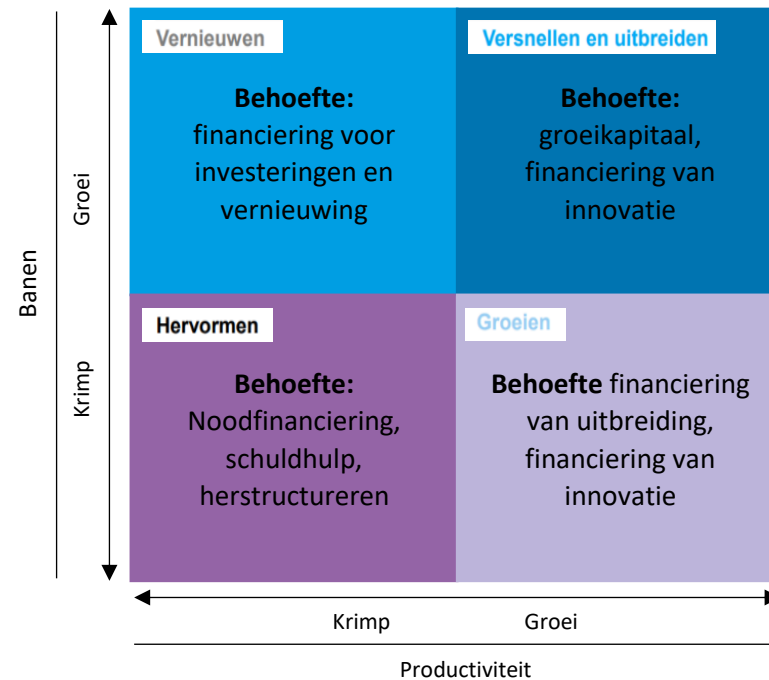 Vernieuwen
Behoefte:
financiering voor
investeringen en
vernieuwing
Versnellen en uitbreiden
Behoefte:
groeikapitaal,
financiering van
innovatie
Hervormen
Behoefte:
Noodfinanciering,
schuldhulp,
herstructureren
Groeien
Behoefte financiering
van uitbreiding,
financiering van
innovatie
Banen
Groei
Krimp
Krimp
Groei
Productiviteit